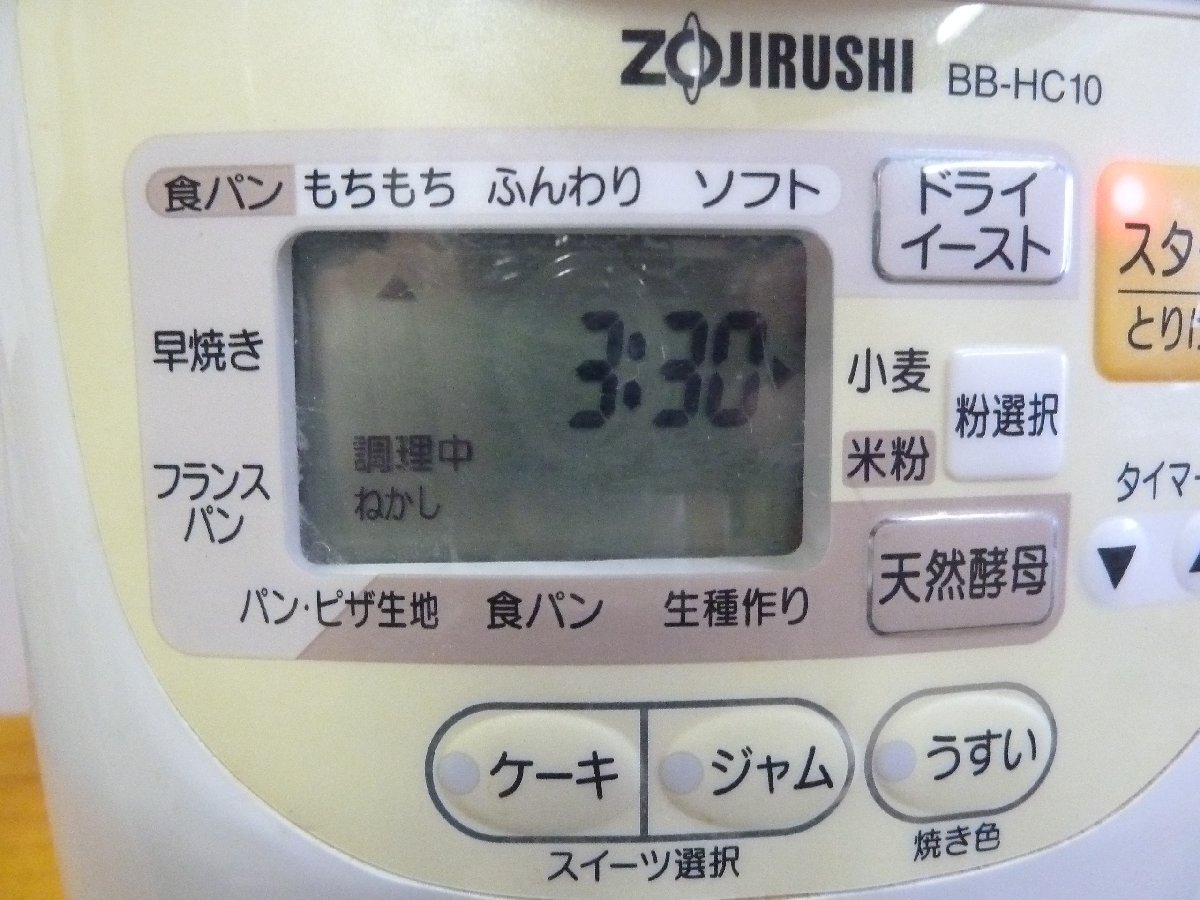 ZOJIRUSHI BB-HC10
食パン もちもち ふんわり ソフト
ドライ
イースト
スタ
とりけ
早焼き
3:30
小麦
粉選択
米粉
調理中
ねかし
フランス
パン
タイマー
▼
天然酵母
パン・ピザ生地 食パン 生種作り
ケーキ ジャム うすい
スイーツ選択
焼き色